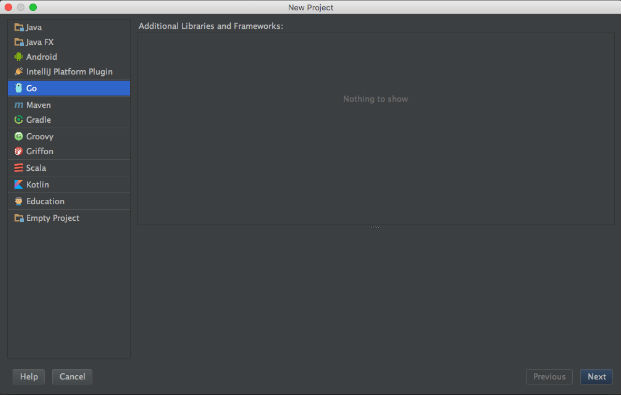 New Project
Java
Java FX
Android
IntelliJ Platform Plugin
Go
Maven
Gradle
Groovy
Griffon
Scala
Kotlin
Education
Empty Project
Additional Libraries and Frameworks:
Nothing to show
Help
Cancel
Previous
Next